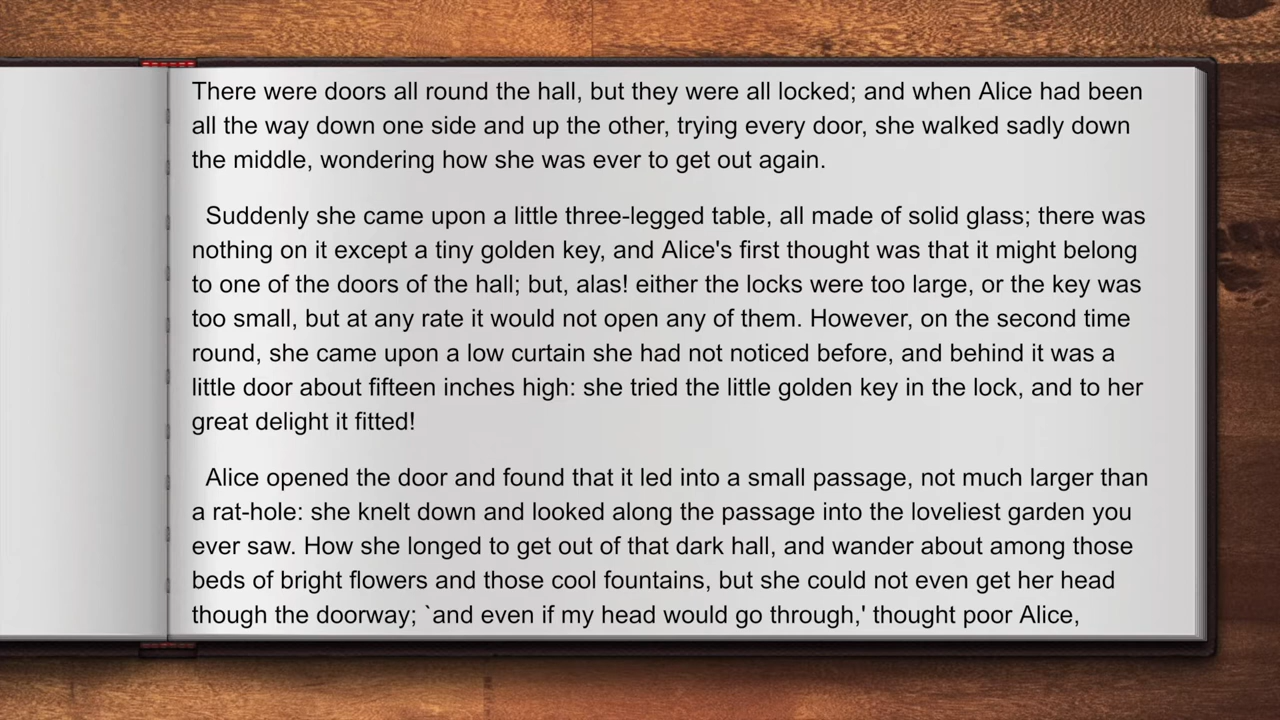 There were doors all round the hall, but they were all locked; and when Alice had been
all the way down one side and up the other, trying every door, she walked sadly down
the middle, wondering how she was ever to get out again.
Suddenly she came upon a little three-legged table, all made of solid glass; there was
nothing on it except a tiny golden key, and Alice's first thought was that it might belong
to one of the doors of the hall; but, alas! either the locks were too large, or the key was
too small, but at any rate it would not open any of them. However, on the second time
round, she came upon a low curtain she had not noticed before, and behind it was a
little door about fifteen inches high: she tried the little golden key in the lock, and to her
great delight it fitted!
Alice opened the door and found that it led into a small passage, not much larger than
a rat-hole: she knelt down and looked along the passage into the loveliest garden you
ever saw. How she longed to get out of that dark hall, and wander about among those
beds of bright flowers and those cool fountains, but she could not even get her head
though the doorway; `and even if my head would go through,' thought poor Alice,